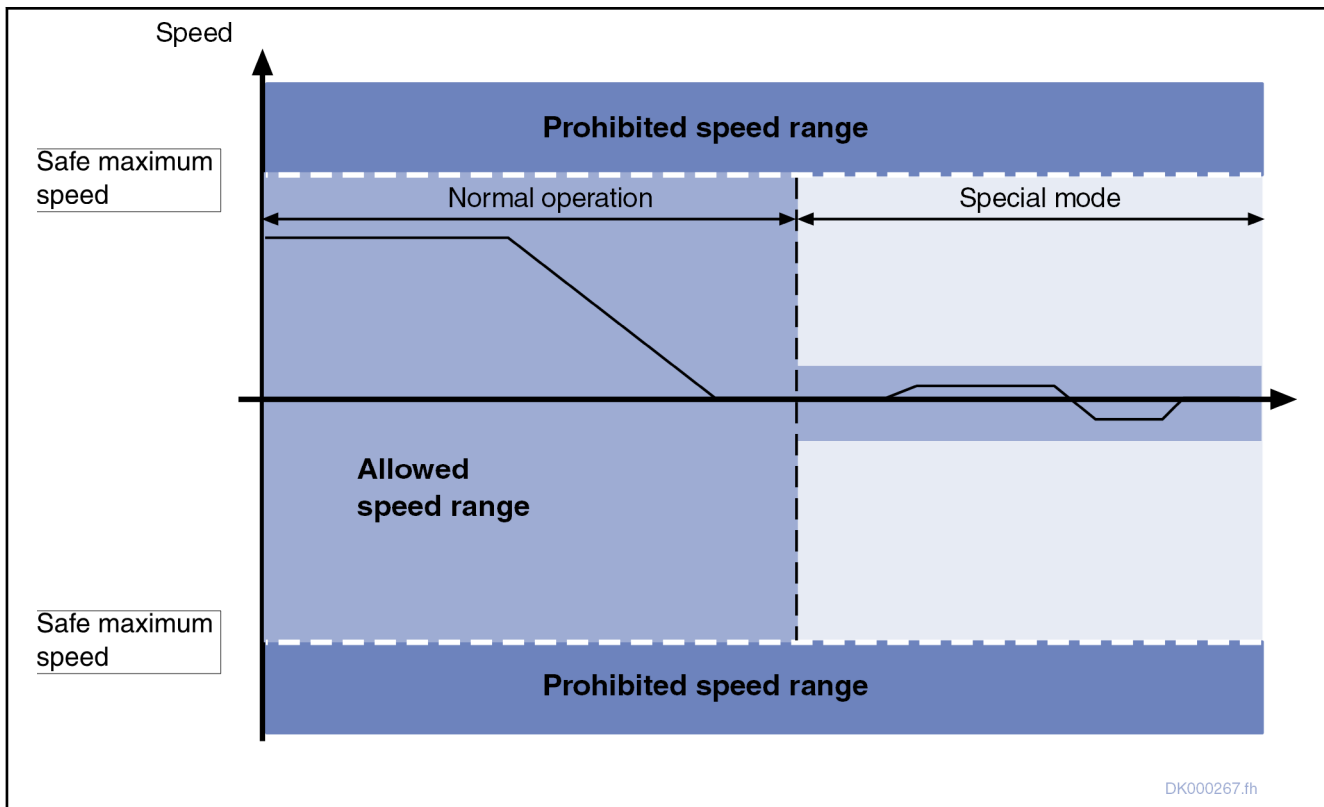 Speed
Prohibited speed range
Safe maximum
speed
Normal operation
Special mode
Allowed
speed range
Safe maximum
speed
Prohibited speed range
DK000267.fh